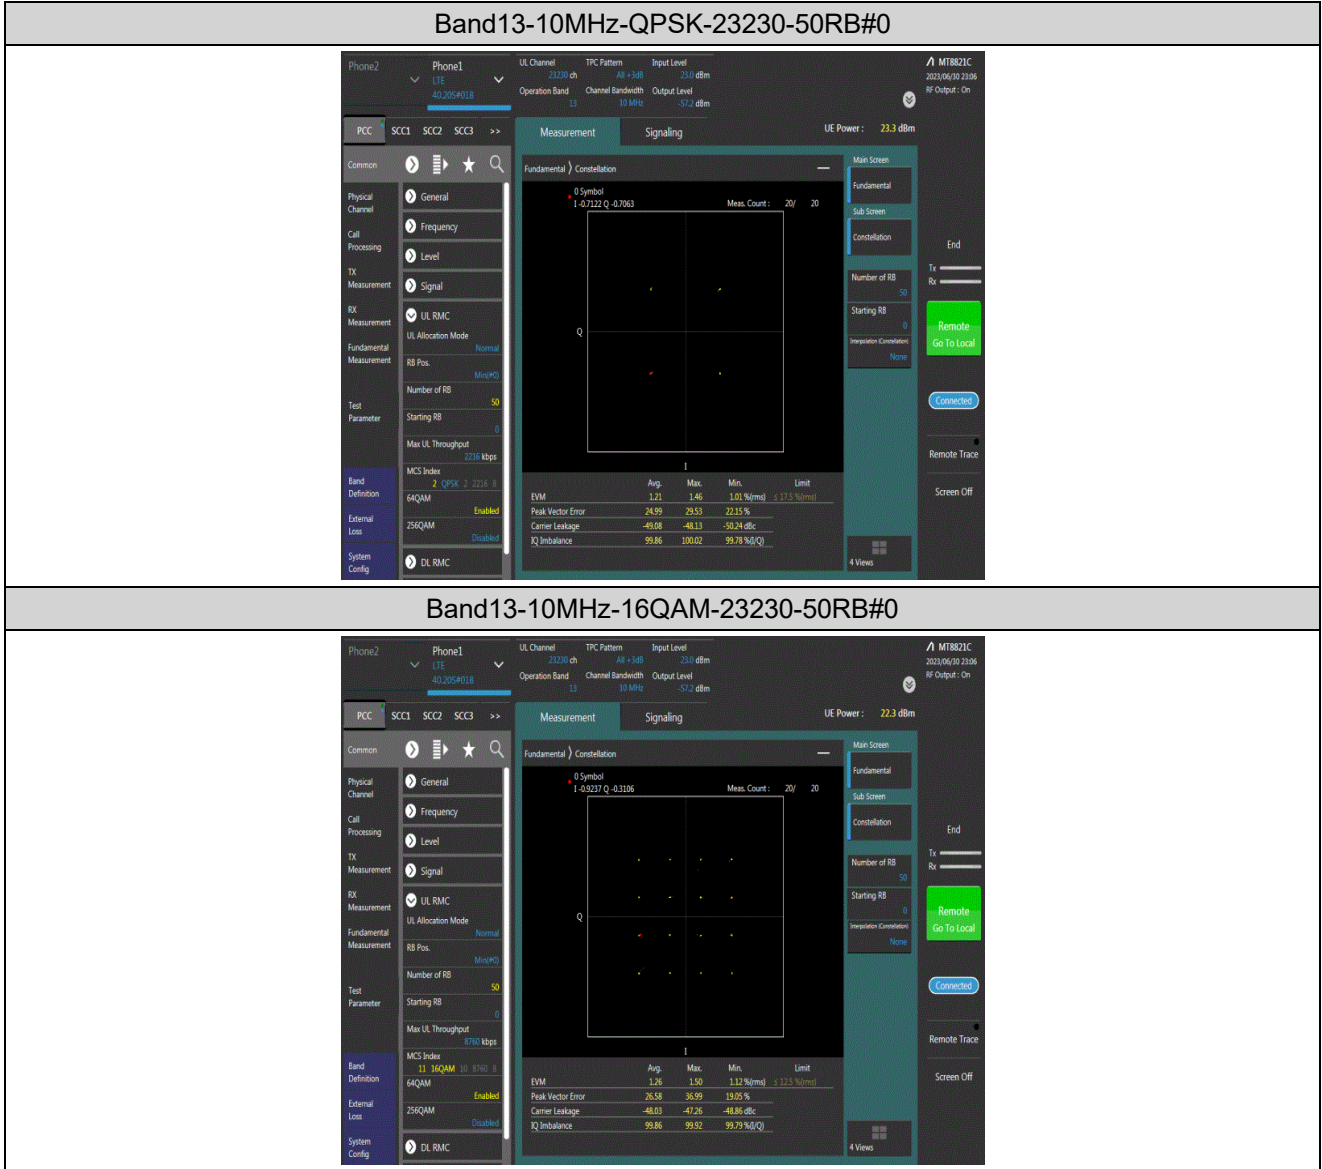 Band13-10MHz-QPSK-23230-50RB#0
Phone2 Phone1 UL Channel TPC Pattern Input Level MT8821C
LTE 23230 ch All +3dB 23.0 dBm 2023/06/30 23:06
40.20S#018 Operation Band Channel Bandwidth Output Level RF Output : On
13 10 MHz -57.2 dBm
PCC SCC1 SCC2 SCC3 >> Measurement Signaling UE Power : 23.3 dBm
Common Fundamental Constellation Main Screen
Fundamental
Physical Channel General 0 Symbol
I -0.7122 Q -0.7063 Meas. Count : 20/ 20 Sub Screen
Call Processing Frequency Constellation End
Level Tx
TX Measurement Signal Number of RB Rx
50
RX Measurement UL RMC Starting RB
0 Remote
UL Allocation Mode Q Go To Local
Fundamental Measurement Normal Interpolation (Constellation)
RB Pos. None
Min(#0)
Number of RB
Test Parameter 50 Connected
Starting RB
0
Max UL Throughput
2216 kbps Remote Trace
MCS Index I
Band Definition 2 QPSK 2 2216 8 Avg. Max. Min. Limit Screen Off
64QAM EVM 1.21 1.46 1.01 %(rms) ≤ 17.5 %(rms)
Enabled Peak Vector Error 24.99 29.53 22.15 %
External Loss 256QAM Carrier Leakage -49.08 -48.13 -50.24 dBc
Disabled IQ Imbalance 99.86 100.02 99.78 %(I/Q)
System Config DL RMC 4 Views
Band13-10MHz-16QAM-23230-50RB#0
Phone2 Phone1 UL Channel TPC Pattern Input Level MT8821C
LTE 23230 ch All +3dB 23.0 dBm 2023/06/30 23:06
40.20S#018 Operation Band Channel Bandwidth Output Level RF Output : On
13 10 MHz -57.2 dBm
PCC SCC1 SCC2 SCC3 >> Measurement Signaling UE Power : 22.3 dBm
Common Fundamental Constellation Main Screen
Fundamental
Physical Channel General 0 Symbol
I -0.9237 Q -0.3106 Meas. Count : 20/ 20 Sub Screen
Call Processing Frequency Constellation End
Level Tx
TX Measurement Signal Number of RB Rx
50
RX Measurement UL RMC Starting RB
0 Remote
UL Allocation Mode Q Go To Local
Fundamental Measurement Normal Interpolation (Constellation)
RB Pos. None
Min(#0)
Number of RB
Test Parameter 50 Connected
Starting RB
0
Max UL Throughput
8760 kbps Remote Trace
MCS Index I
Band Definition 11 16QAM 10 8760 8 Avg. Max. Min. Limit Screen Off
64QAM EVM 1.26 1.50 1.12 %(rms) ≤ 12.5 %(rms)
Enabled Peak Vector Error 26.58 36.99 19.05 %
External Loss 256QAM Carrier Leakage -48.03 -47.26 -48.86 dBc
Disabled IQ Imbalance 99.86 99.92 99.79 %(I/Q)
System Config DL RMC 4 Views